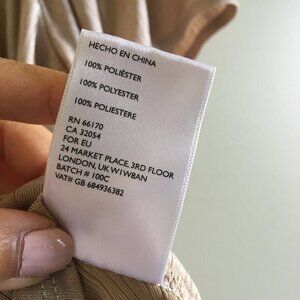 HECHO EN CHINA
100% POLIÉSTER
100% POLYESTER
100% POLIESTERE
RN 66170
CA 32054
FOR EU
24 MARKET PLACE, 3RD FLOOR
LONDON, UK W1W8AN
BATCH # 100C
VAT# GB 684936382